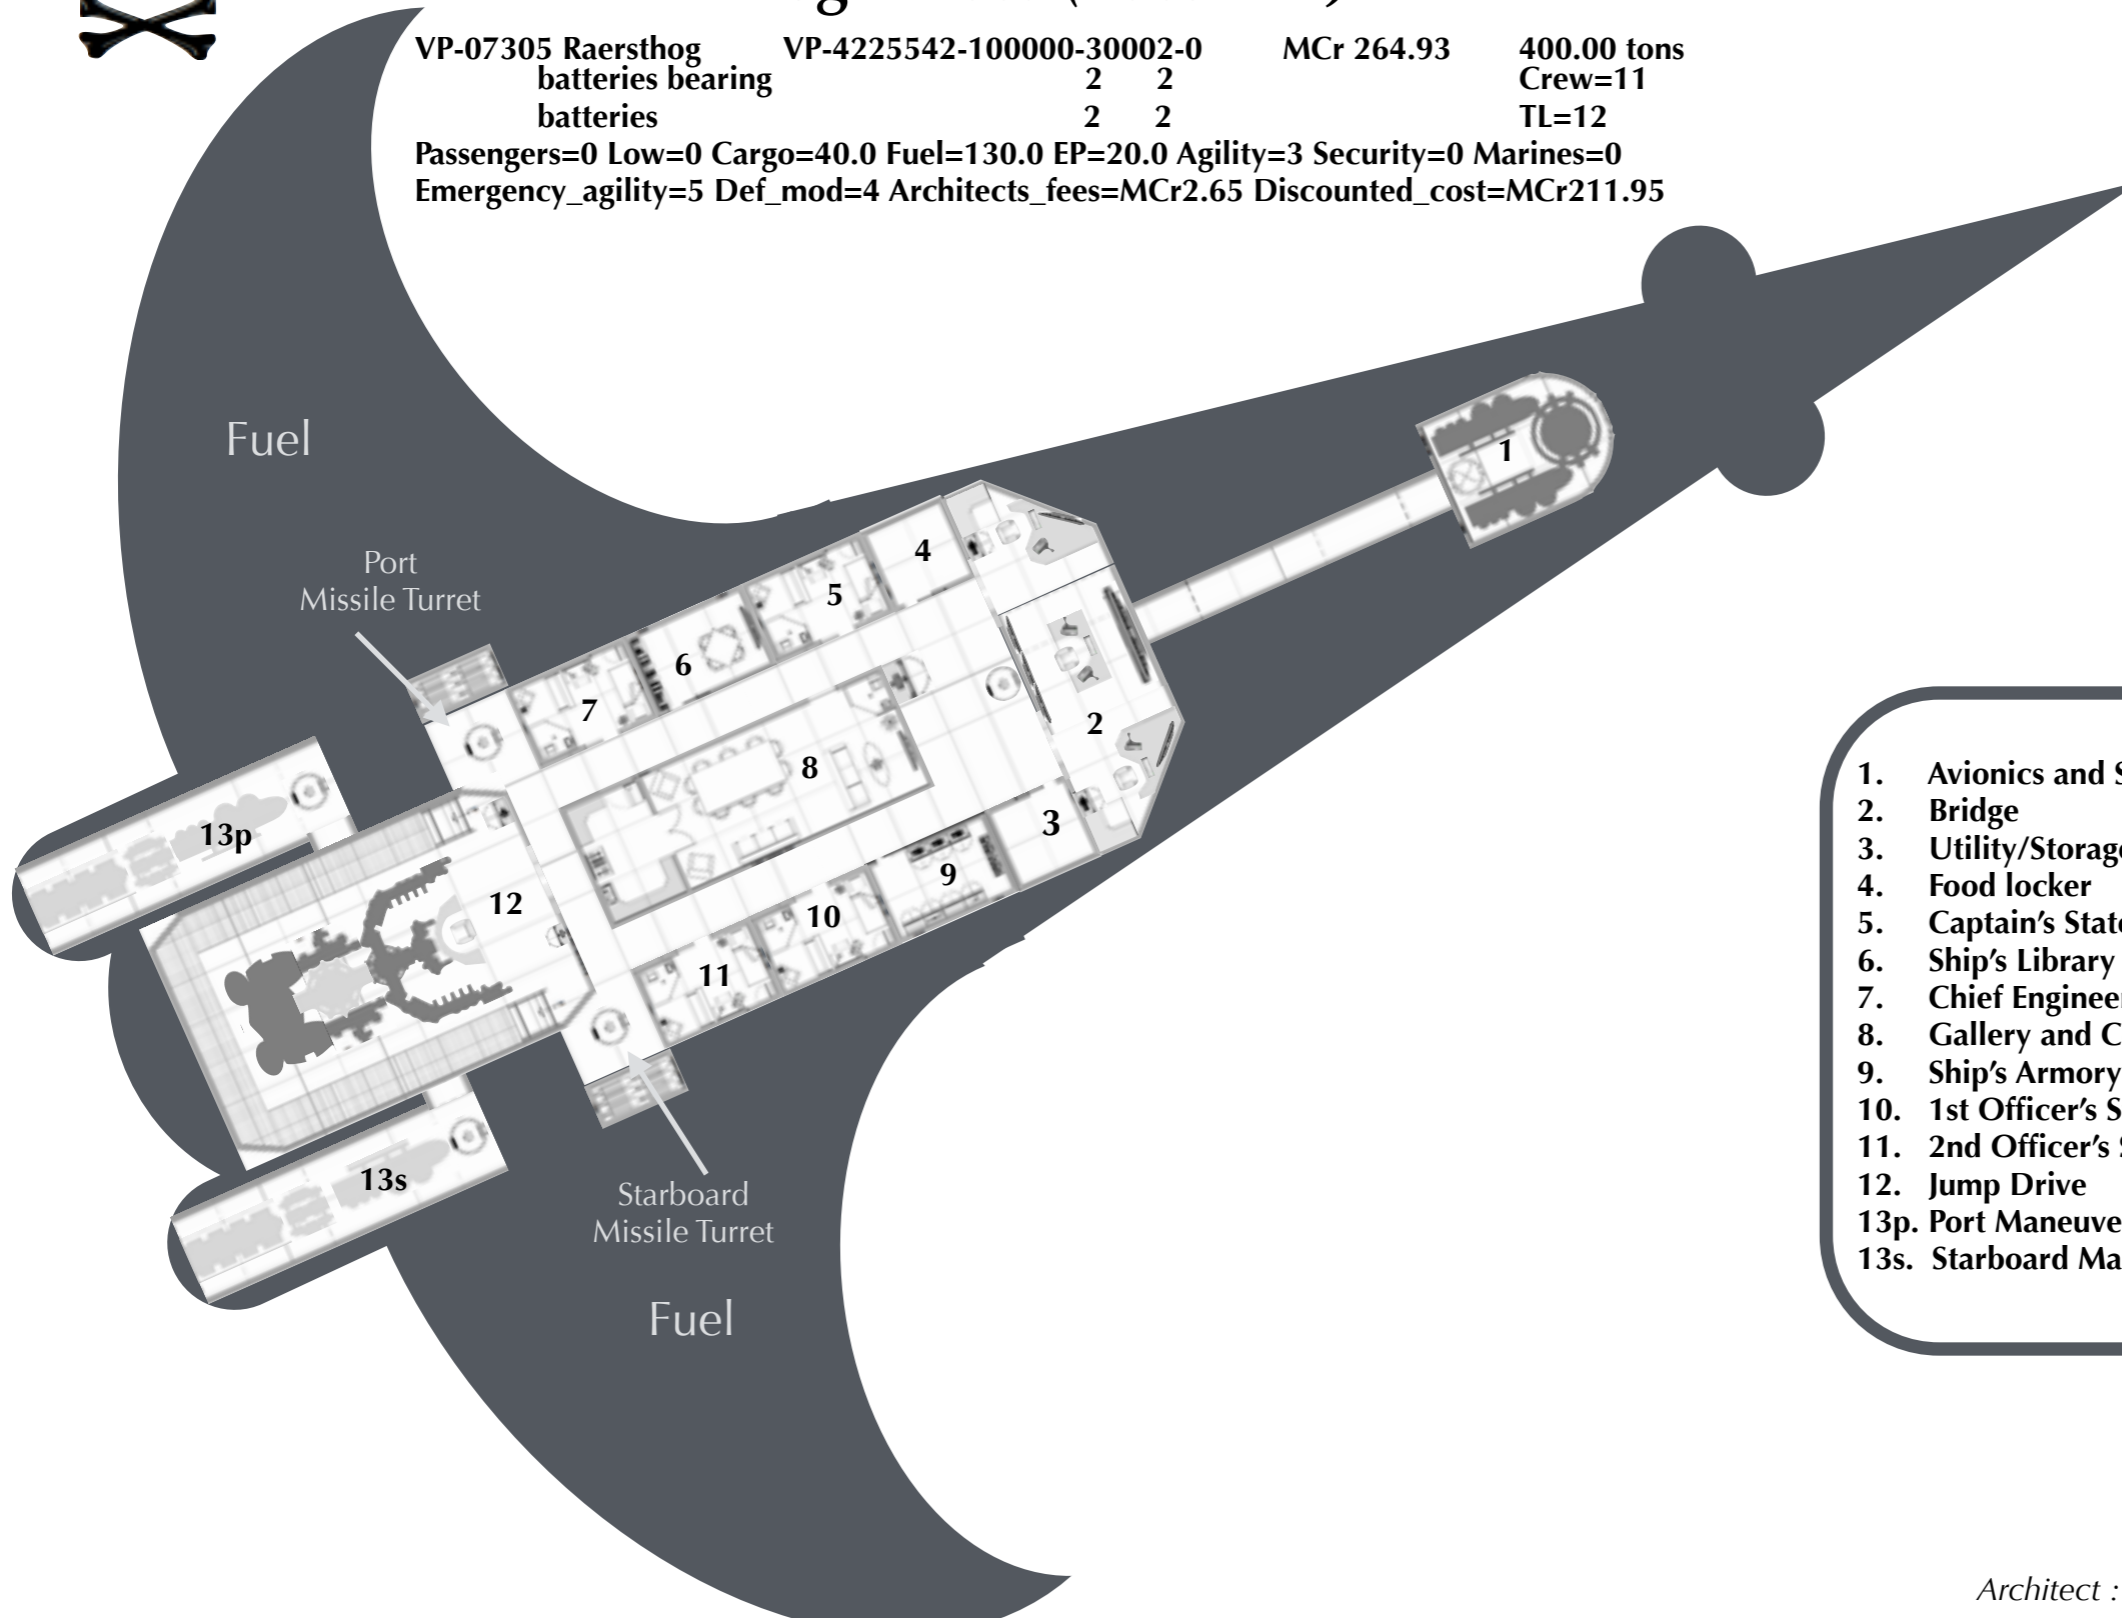 VP-07305 Raersthog VP-4225542-100000-30002-0 MCr 264.93 400.00 tons
batteries bearing 2 2 Crew=11
batteries 2 2 TL=12
Passengers=0 Low=0 Cargo=40.0 Fuel=130.0 EP=20.0 Agility=3 Security=0 Marines=0
Emergency_agility=5 Def_mod=4 Architects_fees=MCr2.65 Discounted_cost=MCr211.95
Fuel
Port
Missile Turret
1
4
5
6
7
2
8
3
13p
9
12
10
11
13s
Starboard
Missile Turret
Fuel
1. Avionics and S
2. Bridge
3. Utility/Storage
4. Food locker
5. Captain's State
6. Ship's Library
7. Chief Engineer
8. Gallery and C
9. Ship's Armory
10. 1st Officer's S
11. 2nd Officer's S
12. Jump Drive
13p. Port Maneuve
13s. Starboard Ma
Architect :